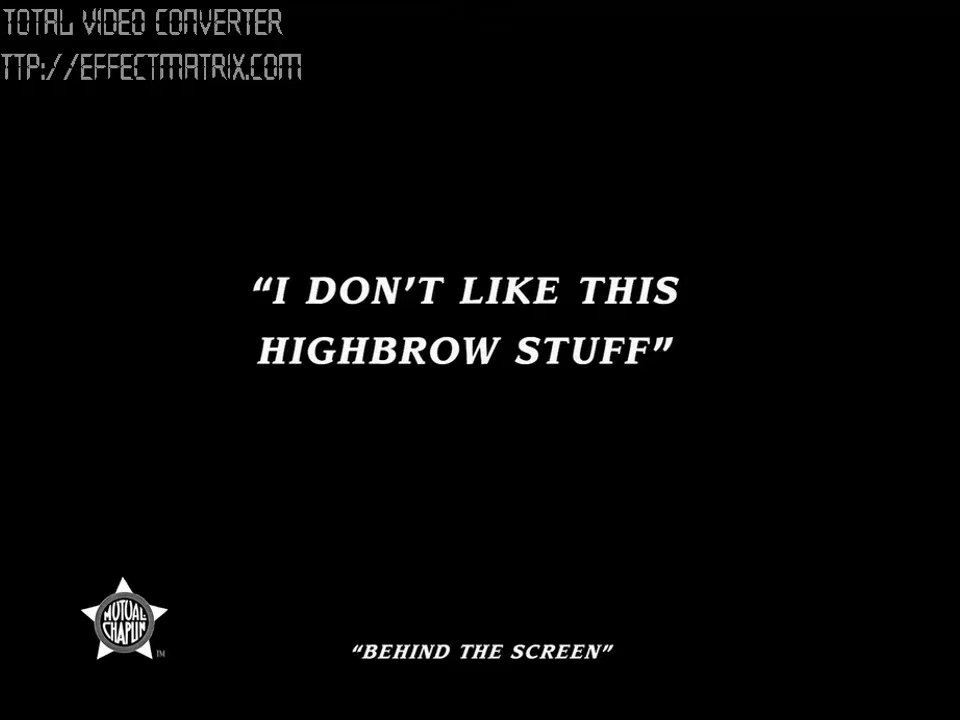 TOTAL VIDEO CONVERTER
TTP://EFFECTMATRIX.COM
“I DON’T LIKE THIS
HIGHBROW STUFF”
MUTUAL-
CHAPLIN
TM
“BEHIND THE SCREEN”